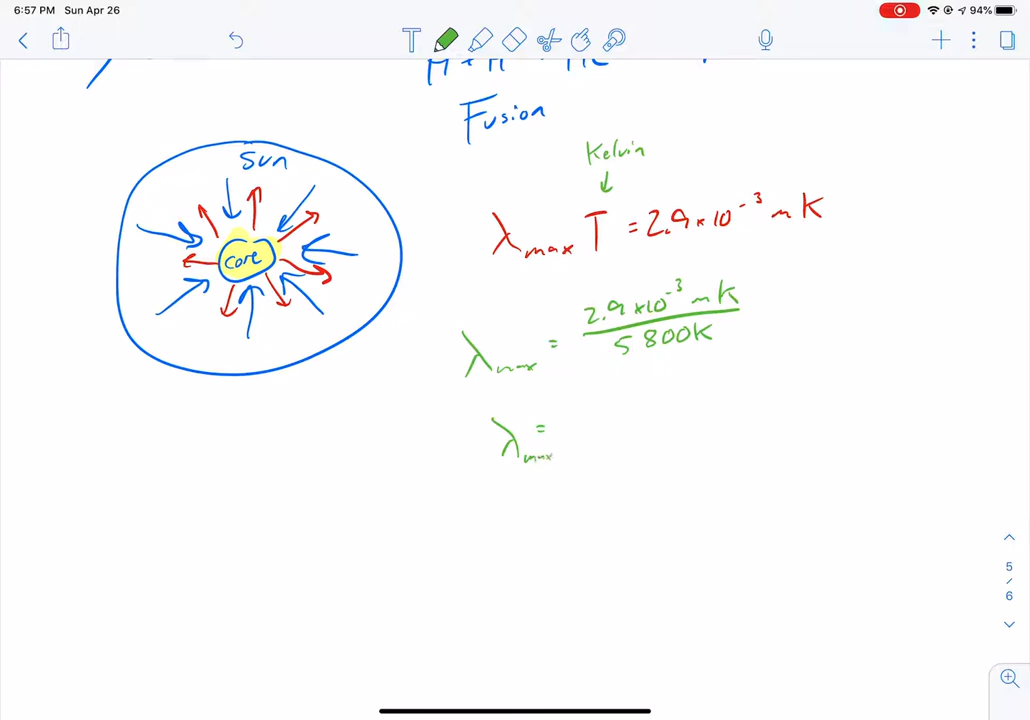 6:57 PM Sun Apr 26
94%
T
Fusion
Sun
core
Kelvin
λmax T = 2.9 × 10⁻³ m K
λmax = 2.9 × 10⁻³ m K
5800K
λmax =
5
/
6